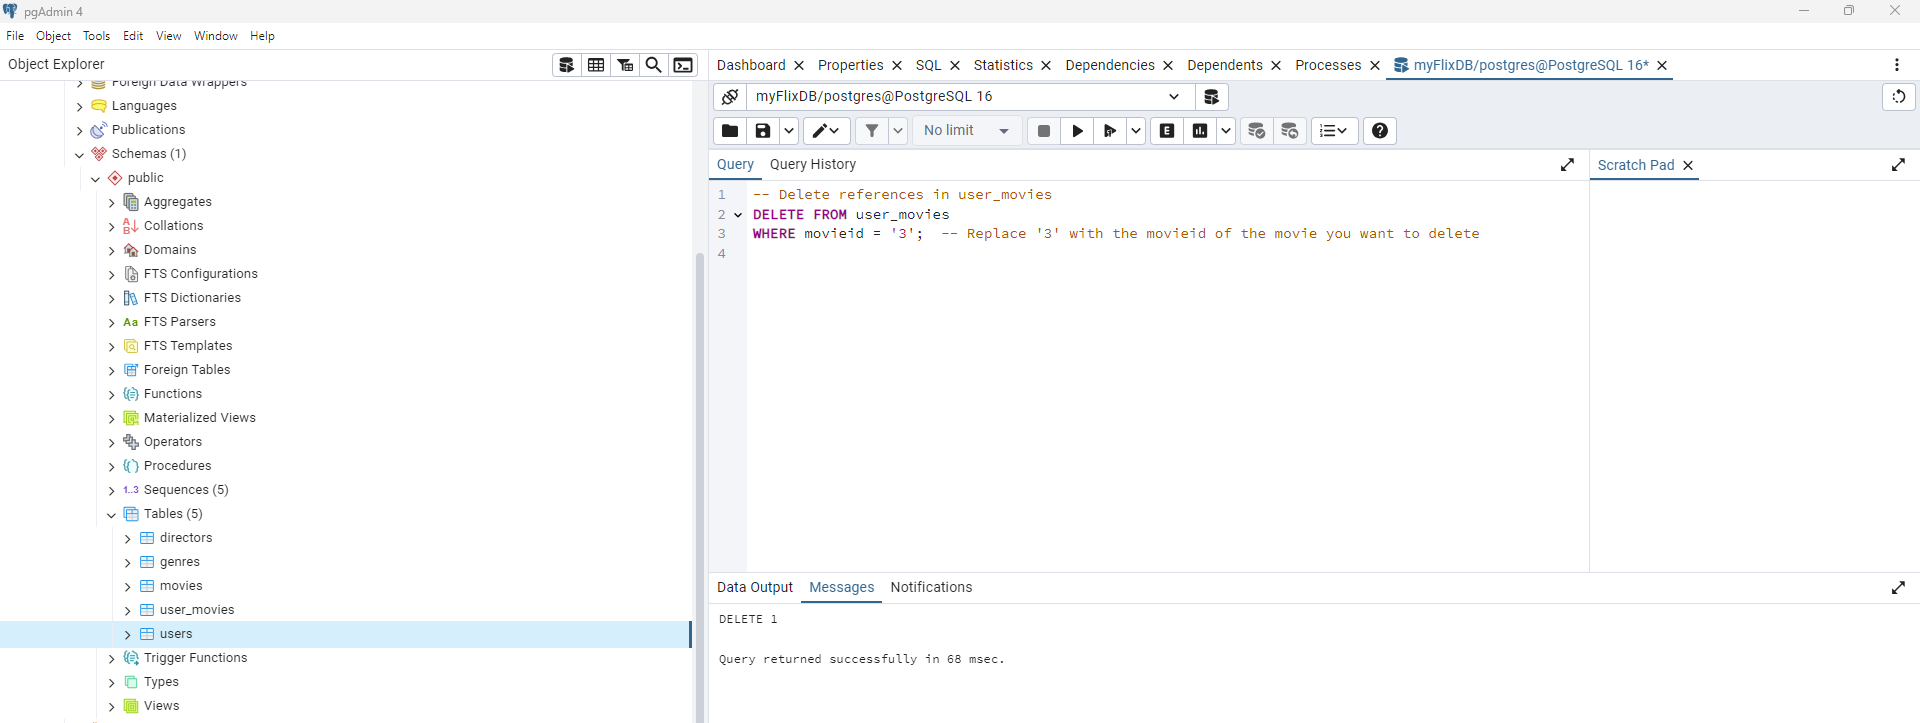 pgAdmin 4
File Object Tools Edit View Window Help
Object Explorer
Foreign Data Wrappers
Languages
Publications
Schemas (1)
public
Aggregates
Collations
Domains
FTS Configurations
FTS Dictionaries
Aa FTS Parsers
FTS Templates
Foreign Tables
Functions
Materialized Views
Operators
Procedures
1..3 Sequences (5)
Tables (5)
directors
genres
movies
user_movies
users
Trigger Functions
Types
Views
Dashboard Properties SQL Statistics Dependencies Dependents Processes myFlixDB/postgres@PostgreSQL 16*
myFlixDB/postgres@PostgreSQL 16
No limit
E
Query Query History
Scratch Pad
1 -- Delete references in user_movies
2 DELETE FROM user_movies
3 WHERE movieid = '3';  -- Replace '3' with the movieid of the movie you want to delete
4
Data Output Messages Notifications
DELETE 1
Query returned successfully in 68 msec.